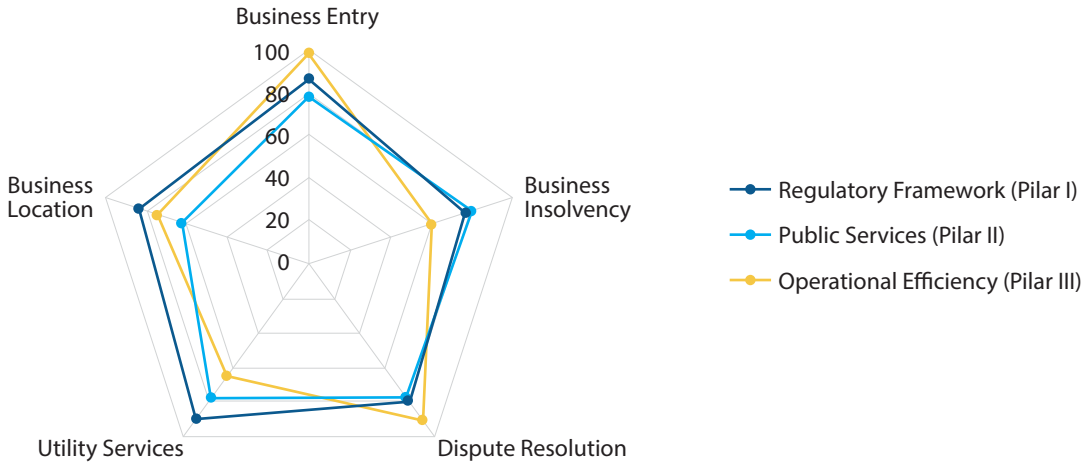 Business Entry
100
80
60
40
20
0
Business
Location
Business
Insolvency
Utility Services
Dispute Resolution
Regulatory Framework (Pilar I)
Public Services (Pilar II)
Operational Efficiency (Pilar III)